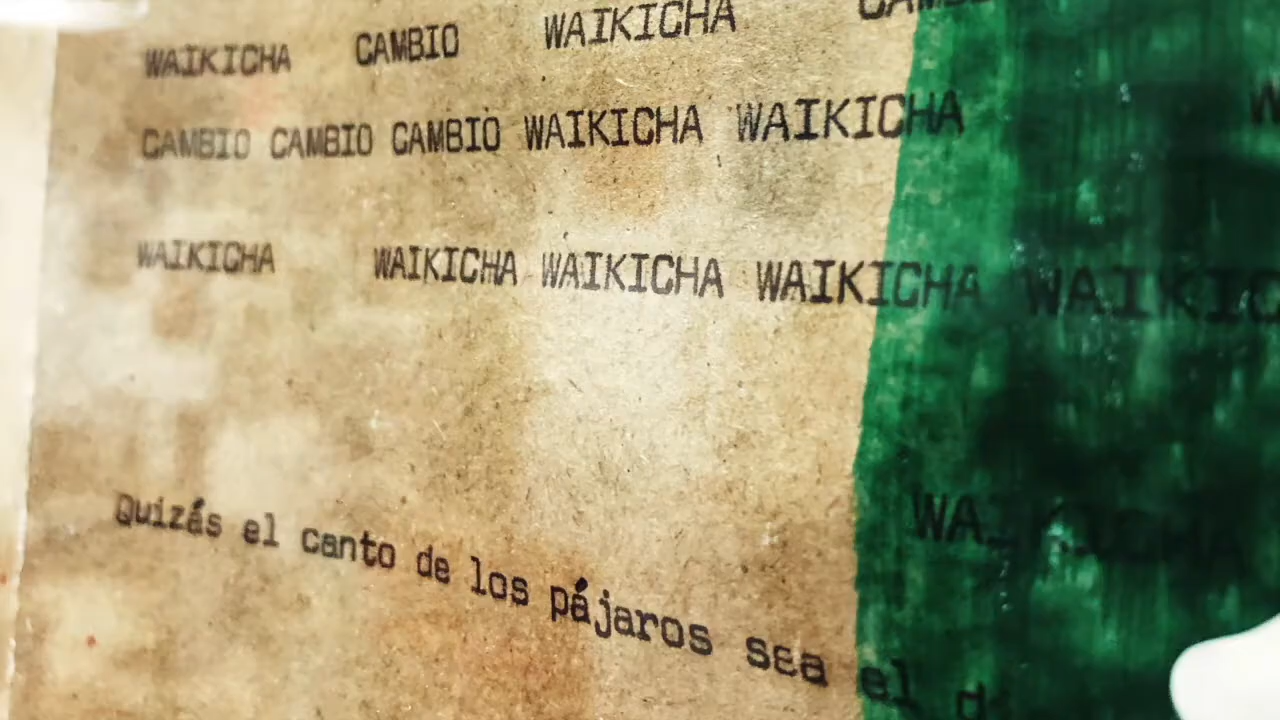 WAIKICHA CAMBIO WAIKICHA
CAMBIO CAMBIO CAMBIO WAIKICHA WAIKICHA
WAIKICHA WAIKICHA WAIKICHA WAIKICHA
Quizás el canto de los pájaros sea el